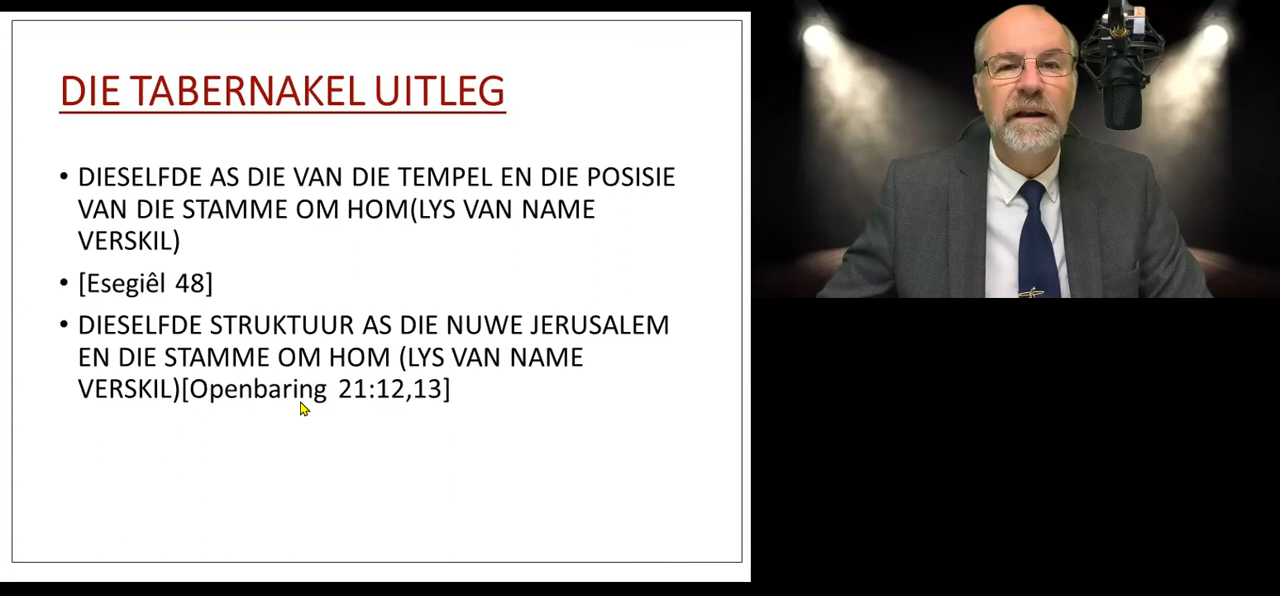 DIE TABERNAKEL UITLEG
• DIESELFDE AS DIE VAN DIE TEMPEL EN DIE POSISIE
VAN DIE STAMME OM HOM(LYS VAN NAME
VERSKIL)
• [Esegiêl 48]
• DIESELFDE STRUKTUUR AS DIE NUWE JERUSALEM
EN DIE STAMME OM HOM (LYS VAN NAME
VERSKIL)[Openbaring 21:12,13]